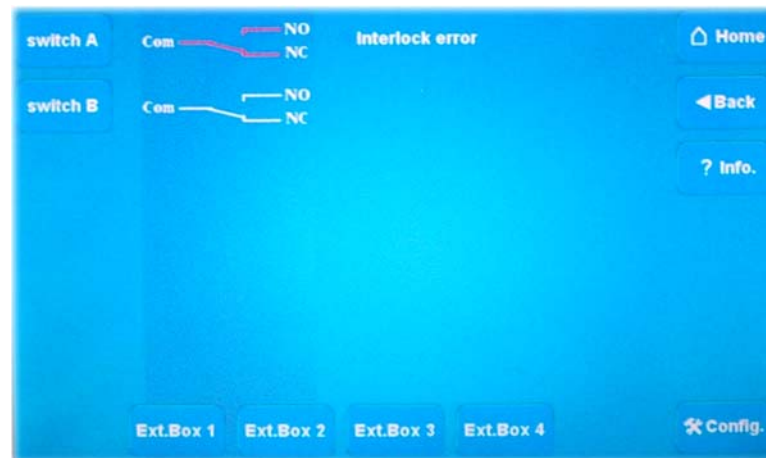 switch A
Com
NO
NC
Interlock error
Home
switch B
Com
NO
NC
Back
? Info.
Ext.Box 1
Ext.Box 2
Ext.Box 3
Ext.Box 4
Config.